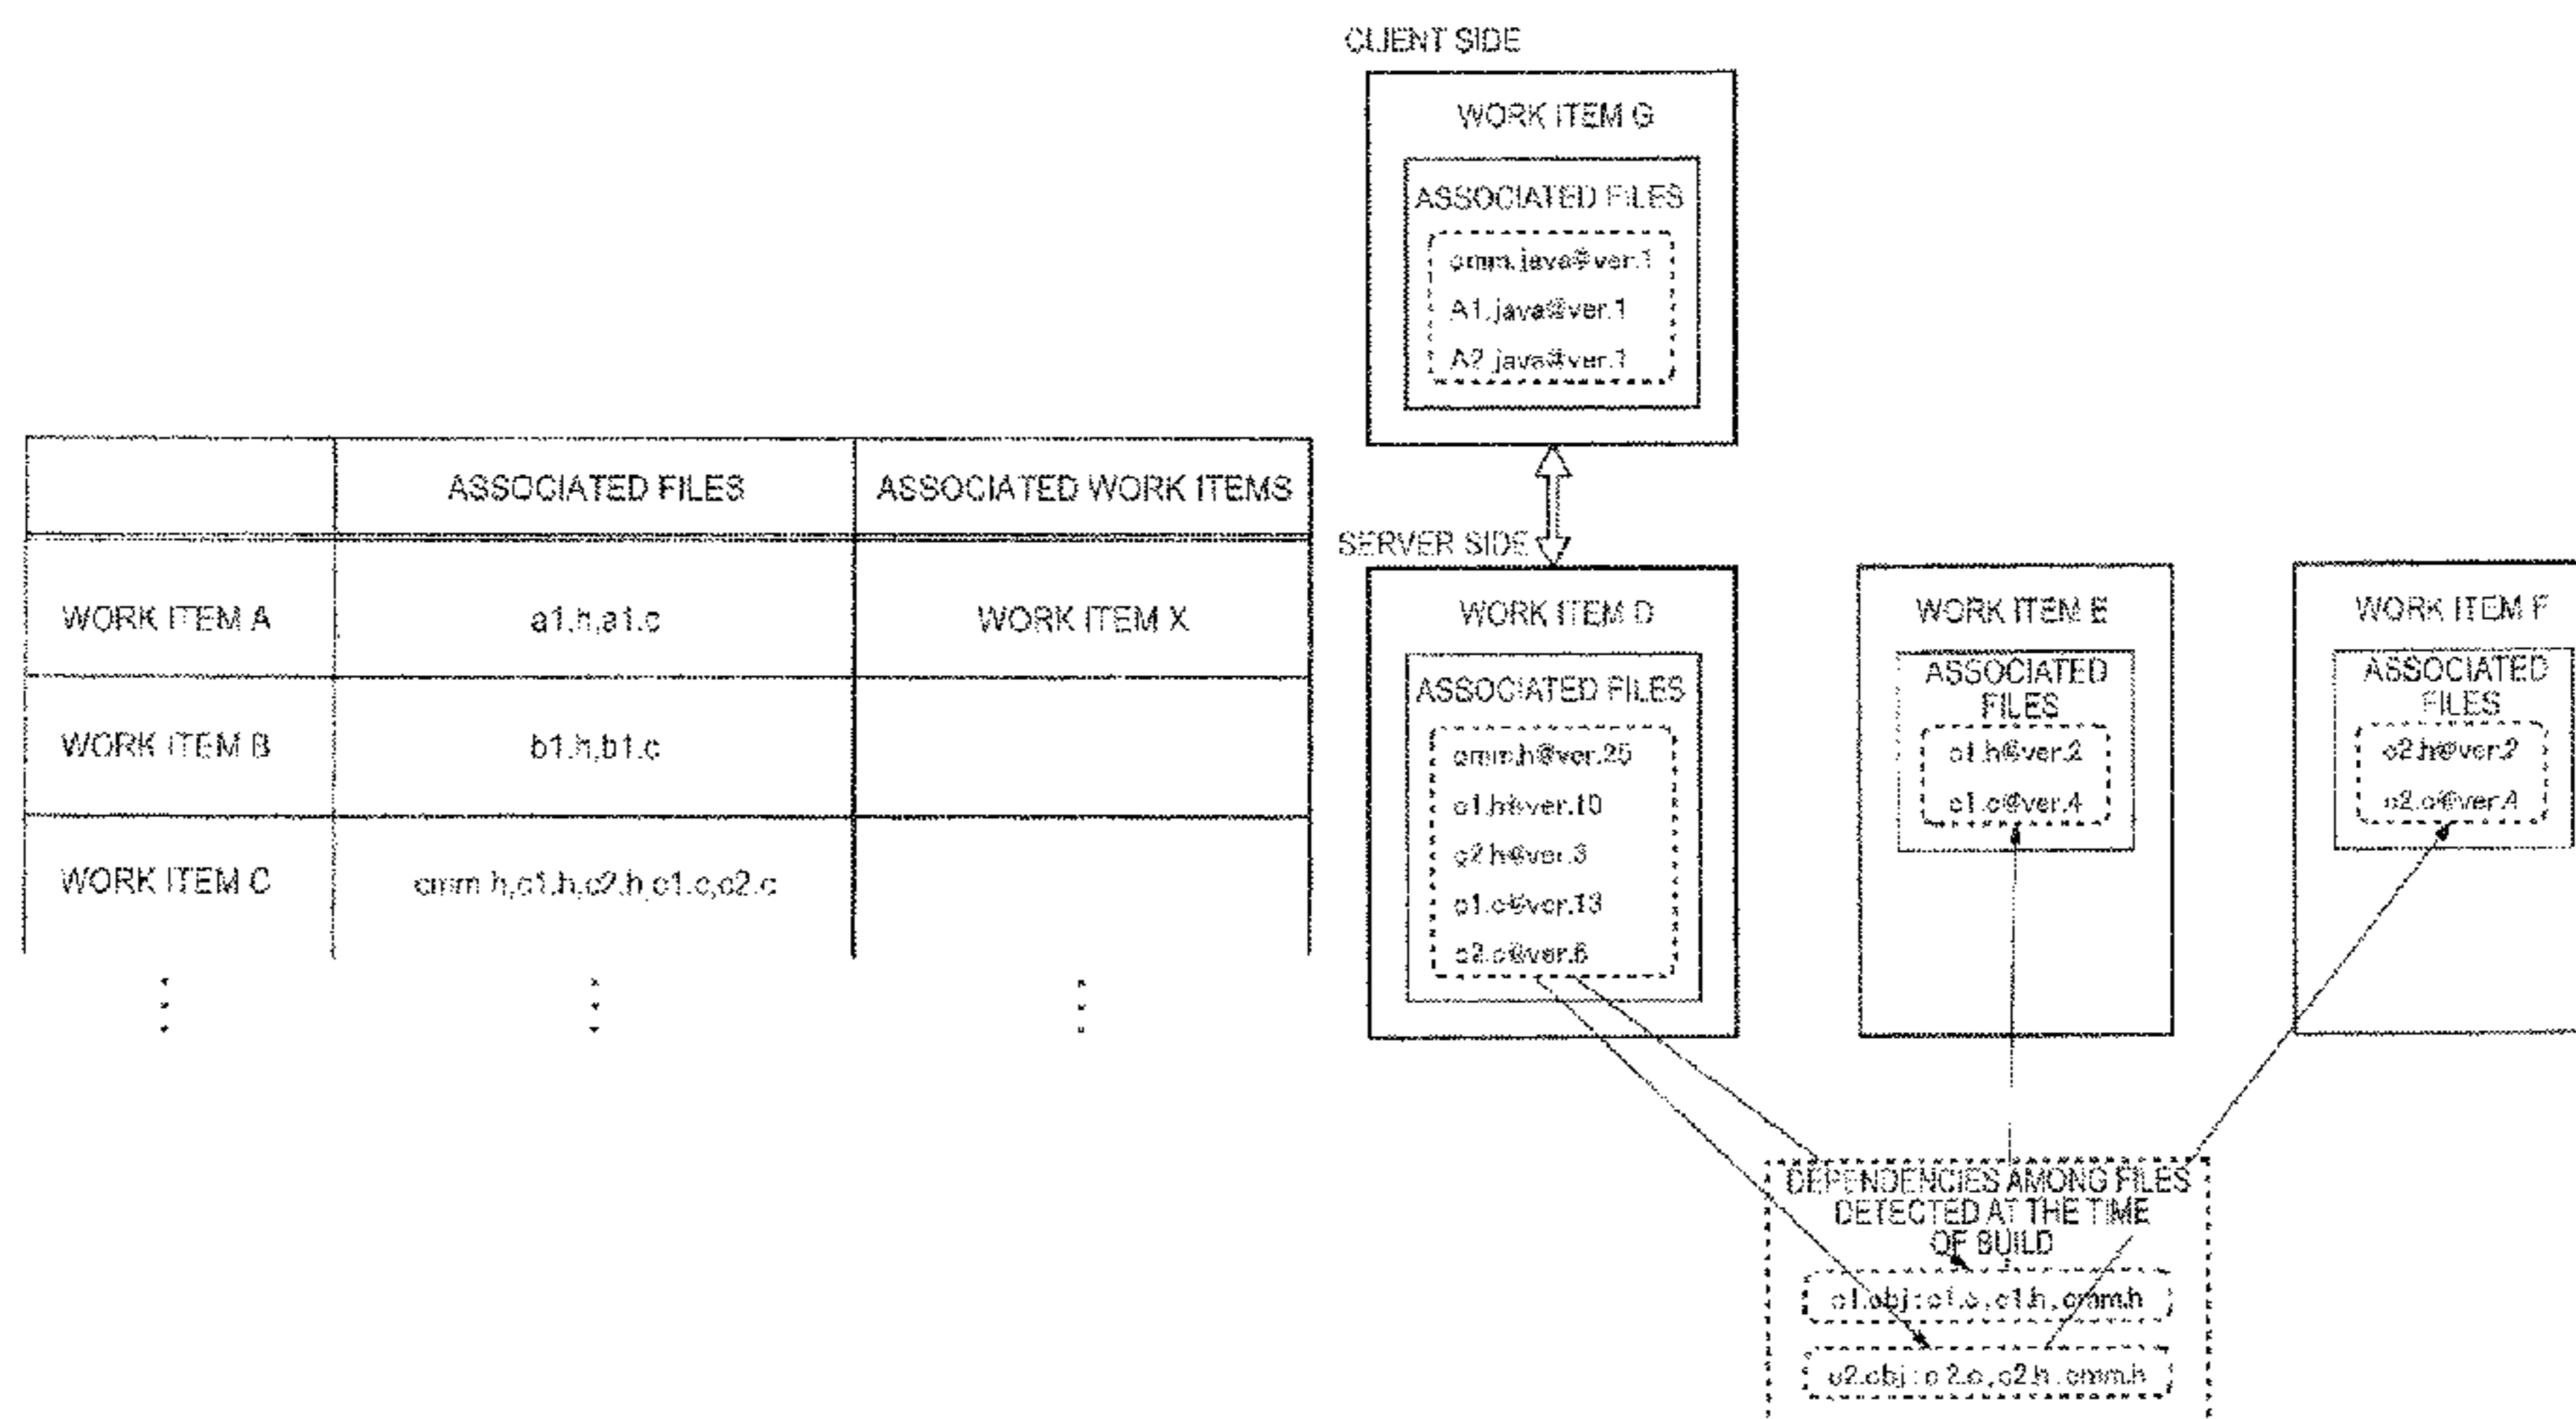 CLIENT SIDE
WORK ITEM G
ASSOCIATED FILES
cmm.java@ver.1
A1.java@ver.1
A2.java@ver.1
ASSOCIATED FILES
ASSOCIATED WORK ITEMS
WORK ITEM A
a1.h,a1.c
WORK ITEM X
WORK ITEM B
b1.h,b1.c
WORK ITEM C
cmm.h,c1.h,c2.h,c1.c,c2.c
SERVER SIDE
WORK ITEM D
ASSOCIATED FILES
cmm.h@ver.25
c1.h@ver.10
c2.h@ver.3
c1.c@ver.13
c2.c@ver.6
WORK ITEM E
ASSOCIATED
FILES
c1.h@ver.2
c1.c@ver.4
WORK ITEM F
ASSOCIATED
FILES
c2.h@ver.2
c2.c@ver.4
DEPENDENCIES AMONG FILES
DETECTED AT THE TIME
OF BUILD
c1.obj:c1.c,c1.h,cmm.h
c2.obj:c2.c,c2.h,cmm.h